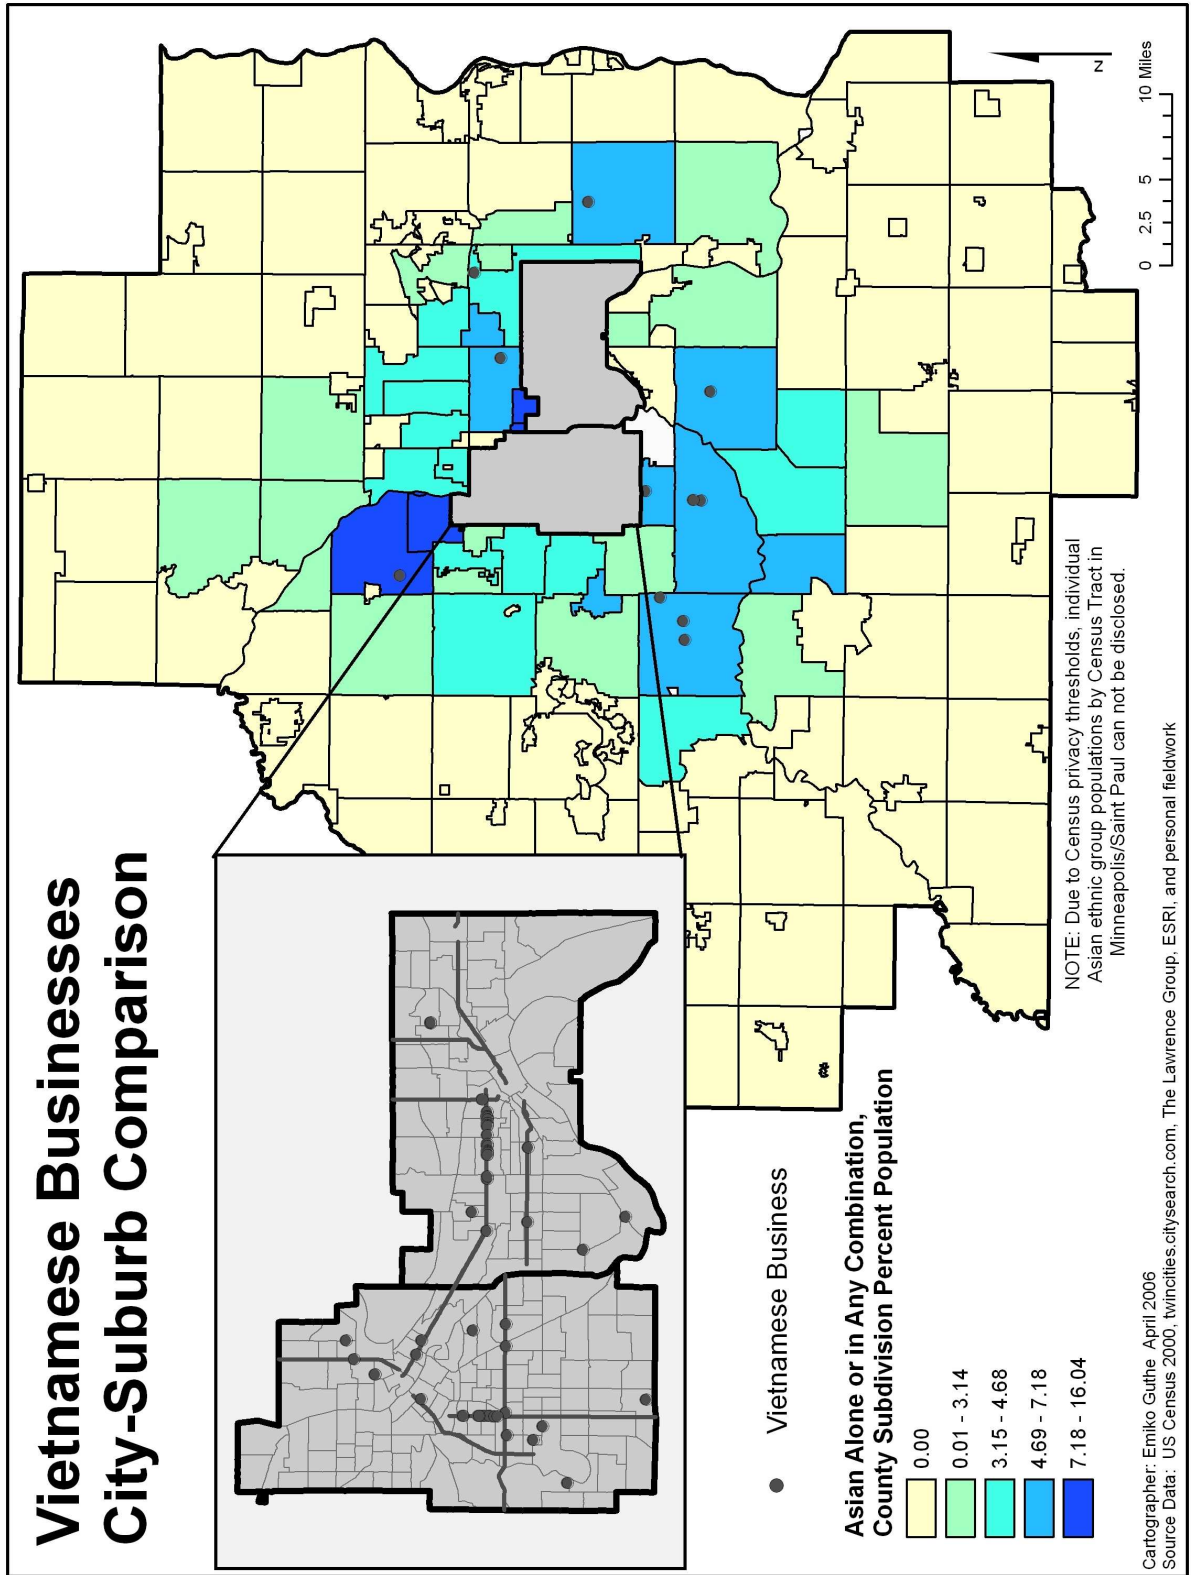 Vietnamese Businesses
City-Suburb Comparison
Vietnamese Business
Asian Alone or in Any Combination,
County Subdivision Percent Population
0.00
0.01 - 3.14
3.15 - 4.68
4.69 - 7.18
7.18 - 16.04
NOTE: Due to Census privacy thresholds, individual
Asian ethnic group populations by Census Tract in
Minneapolis/Saint Paul can not be disclosed.
N
0 2.5 5 10 Miles
Cartographer: Emiko Guthe April 2006
Source Data: US Census 2000, twincities.citysearch.com, The Lawrence Group, ESRI, and personal fieldwork